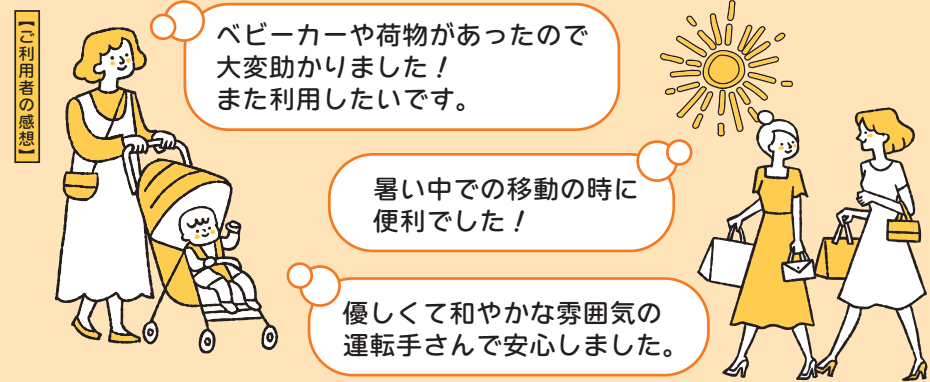 【ご利用者の感想】
ベビーカーや荷物があったので
大変助かりました！
また利用したいです。
暑い中での移動の時に
便利でした！
優しくて和やかな雰囲気の
運転手さんで安心しました。